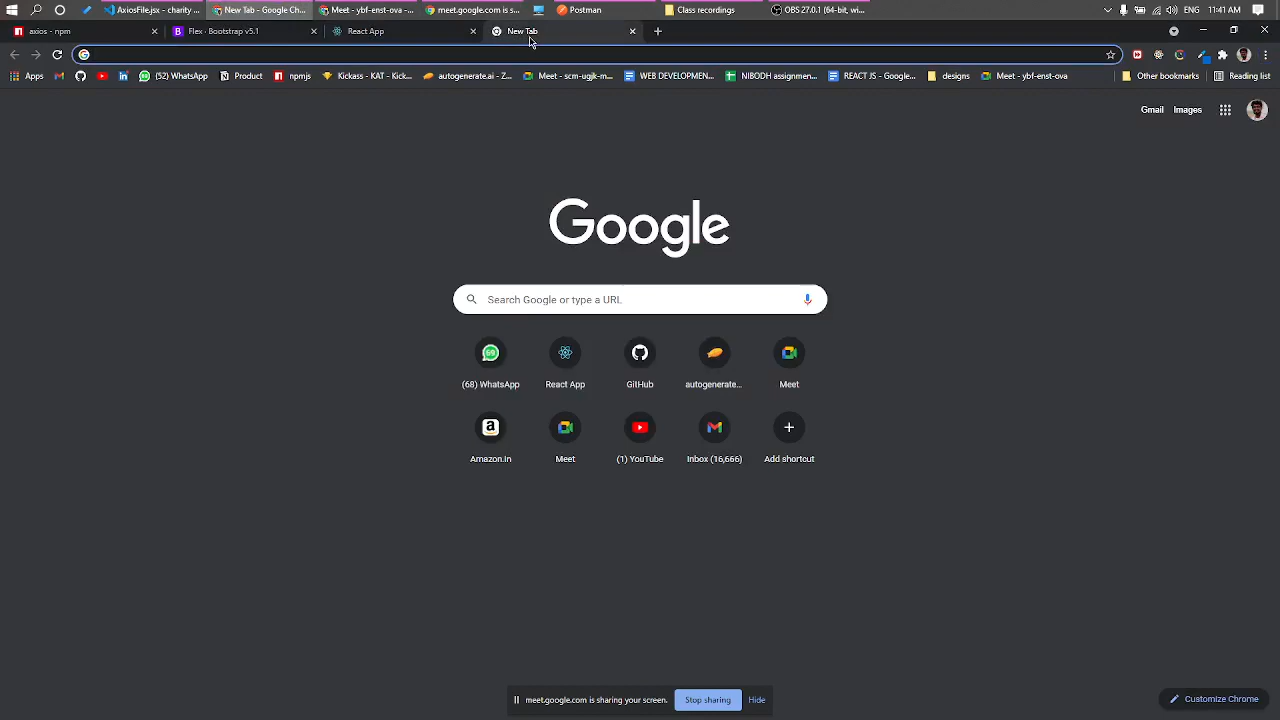 AxiosFile.jsx - charity ... New Tab - Google Ch... Meet - ybf-enst-ova -... meet.google.com is s... Postman Class recordings OBS 27.0.1 (64-bit, wi... ENG 11:41 AM
axios - npm Flex · Bootstrap v5.1 React App New Tab
Apps (52) WhatsApp Product npmjs Kickass - KAT - Kick... autogenerate.ai - Z... Meet - scm-ugjk-m... WEB DEVELOPMEN... NIBODH assignmen... REACT JS - Google... designs Meet - ybf-enst-ova Other bookmarks Reading list
Gmail Images
Google
Search Google or type a URL
(68) WhatsApp React App GitHub autogenerate... Meet
Amazon.in Meet (1) YouTube Inbox (16,666) Add shortcut
meet.google.com is sharing your screen. Stop sharing Hide
Customize Chrome